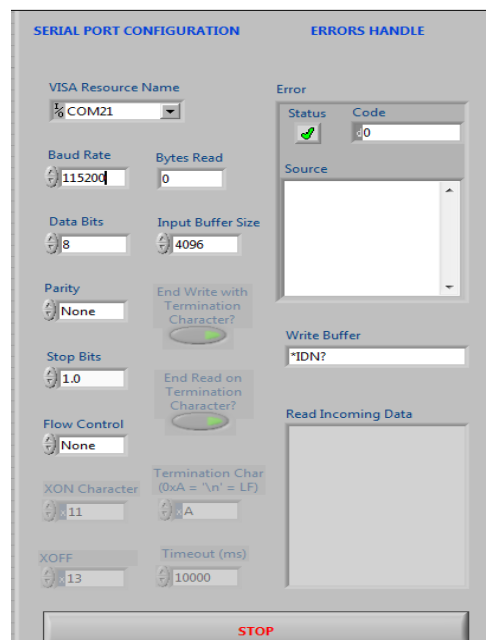 SERIAL PORT CONFIGURATION
ERRORS HANDLE
VISA Resource Name
COM21
Baud Rate
115200
Bytes Read
0
Data Bits
8
Input Buffer Size
4096
Parity
None
End Write with
Termination
Character?
Stop Bits
1.0
End Read on
Termination
Character?
Flow Control
None
XON Character
x 11
Termination Char
(0xA = '\n' = LF)
x A
XOFF
x 13
Timeout (ms)
10000
Error
Status
Code
d 0
Source
Write Buffer
*IDN?
Read Incoming Data
STOP